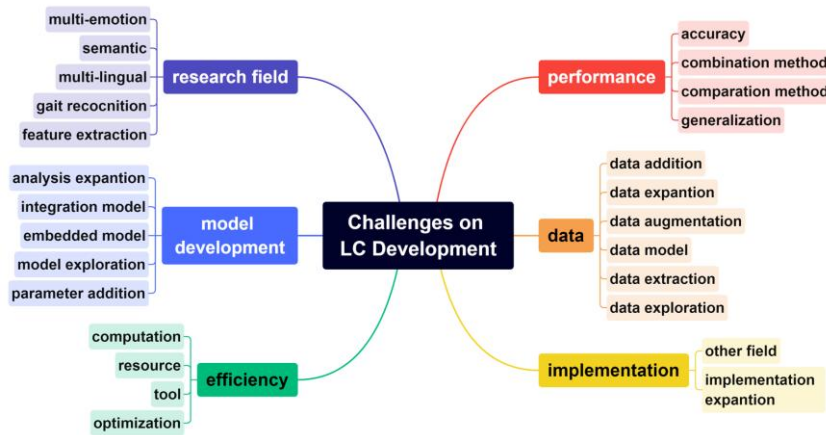 multi-emotion
semantic
multi-lingual
gait recocnition
feature extraction
research field
analysis expantion
integration model
embedded model
model exploration
parameter addition
model
development
computation
resource
tool
optimization
efficiency
Challenges on
LC Development
performance
accuracy
combination method
comparation method
generalization
data
data addition
data expantion
data augmentation
data model
data extraction
data exploration
implementation
other field
implementation
expantion